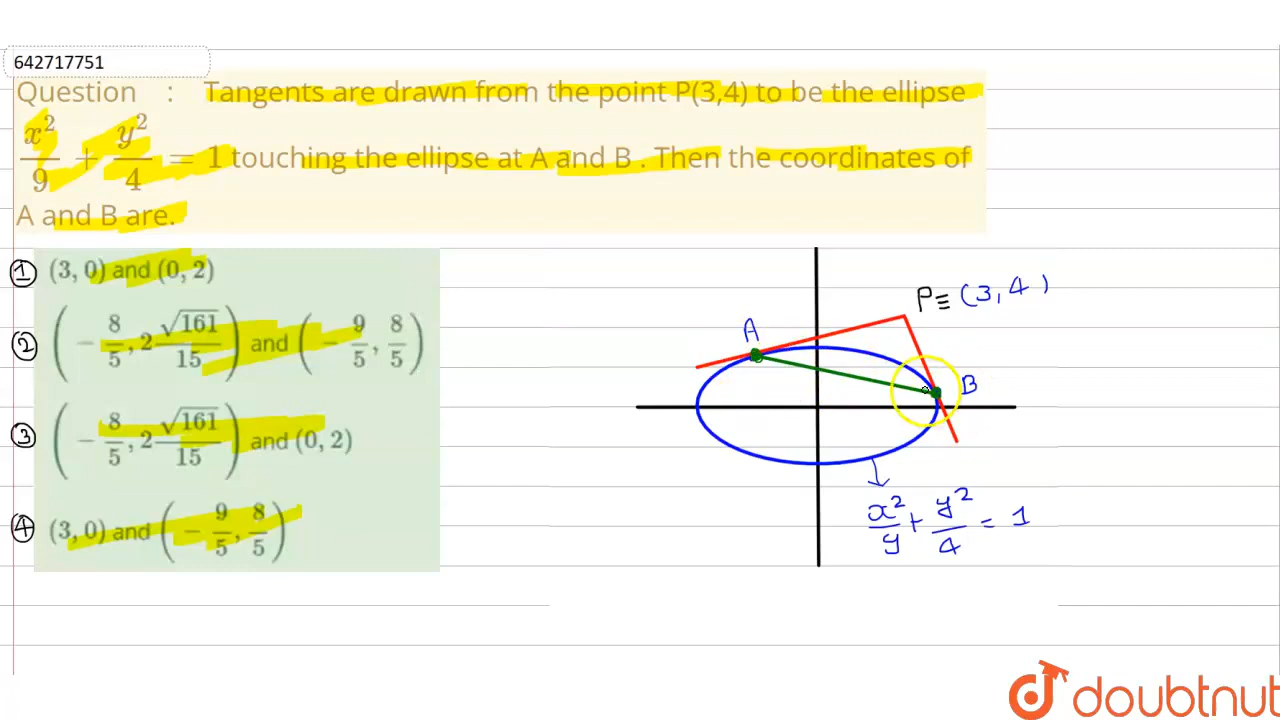 642717751
Question : Tangents are drawn from the point P(3,4) to be the ellipse
x²/9 + y²/4 = 1 touching the ellipse at A and B . Then the coordinates of
A and B are.
① (3, 0) and (0, 2)
② (− 8/5, 2 √161/15) and (− 9/5, 8/5)
③ (− 8/5, 2 √161/15) and (0, 2)
④ (3, 0) and (− 9/5, 8/5)
P ≡ (3, 4)
A
B
x²/y + y²/4 = 1
doubtnut